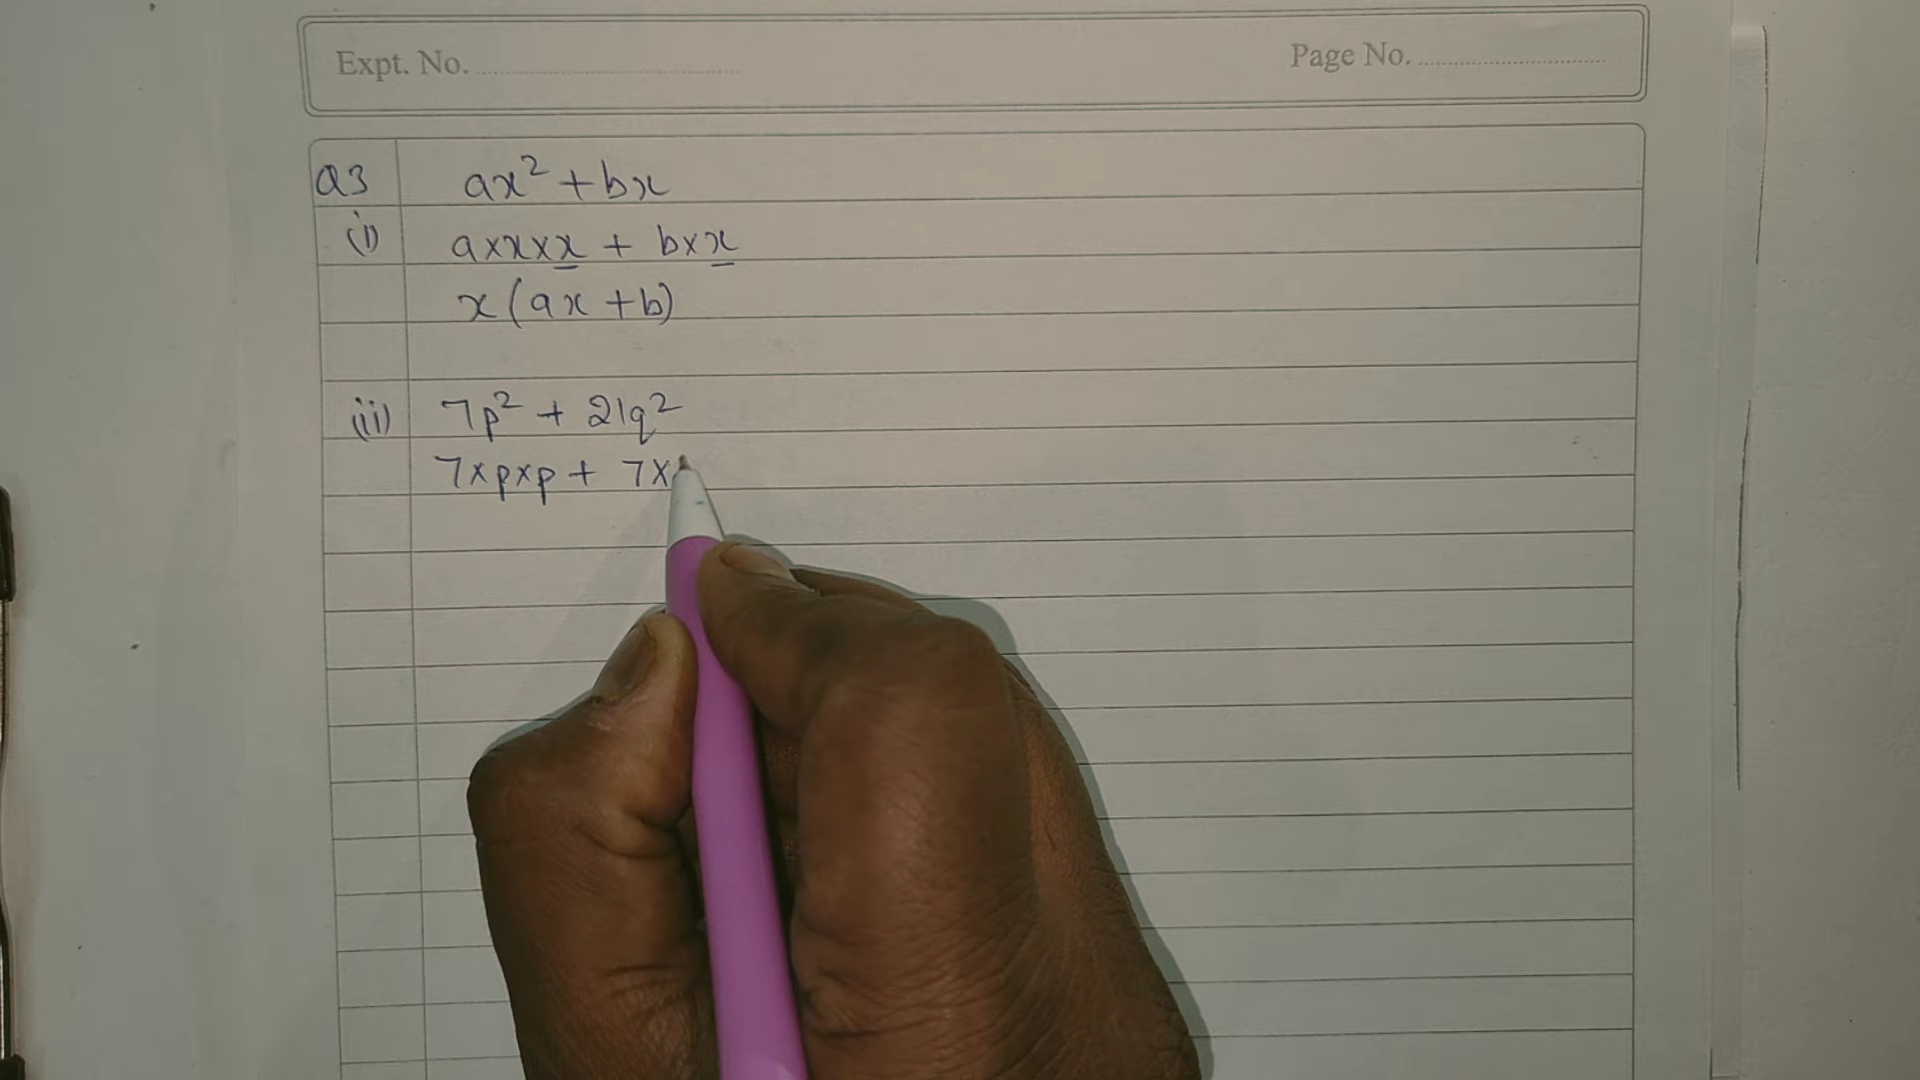 Expt. No.
Page No.
Q3 ax² + bx
(i) a×x×x + b×x
x(ax + b)
(ii) 7p² + 21q²
7×p×p + 7×